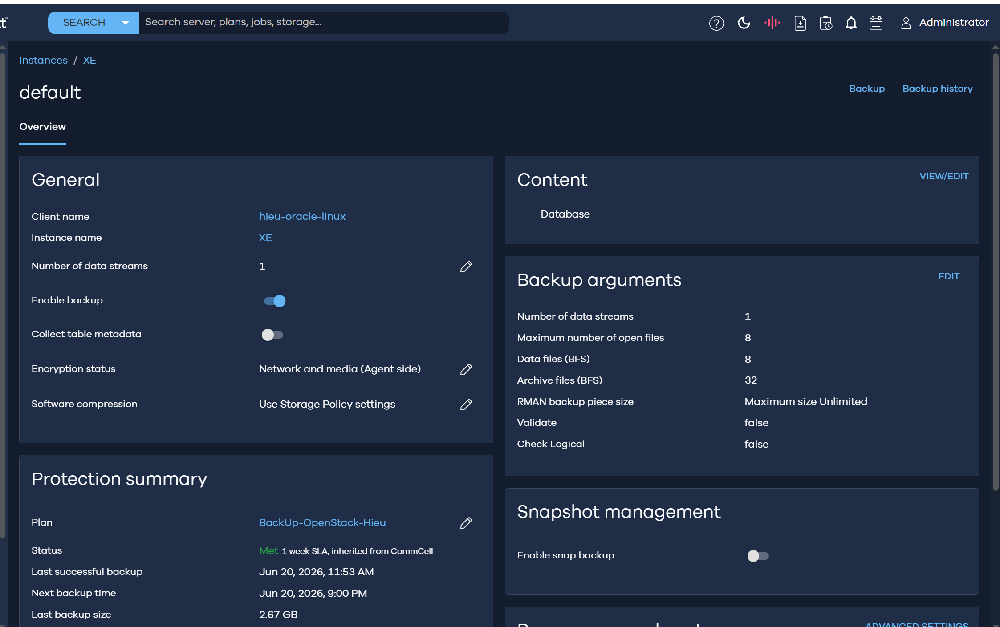 SEARCH
Search server, plans, jobs, storage...
Administrator
Instances / XE
default
Backup
Backup history
Overview
General
Client name hieu-oracle-linux
Instance name XE
Number of data streams 1
Enable backup
Collect table metadata
Encryption status Network and media (Agent side)
Software compression Use Storage Policy settings
Protection summary
Plan BackUp-OpenStack-Hieu
Status Met 1 week SLA, inherited from CommCell
Last successful backup Jun 20, 2026, 11:53 AM
Next backup time Jun 20, 2026, 9:00 PM
Last backup size 2.67 GB
Content VIEW/EDIT
Database
Backup arguments EDIT
Number of data streams 1
Maximum number of open files 8
Data files (BFS) 8
Archive files (BFS) 32
RMAN backup piece size Maximum size Unlimited
Validate false
Check Logical false
Snapshot management
Enable snap backup
ADVANCED SETTINGS